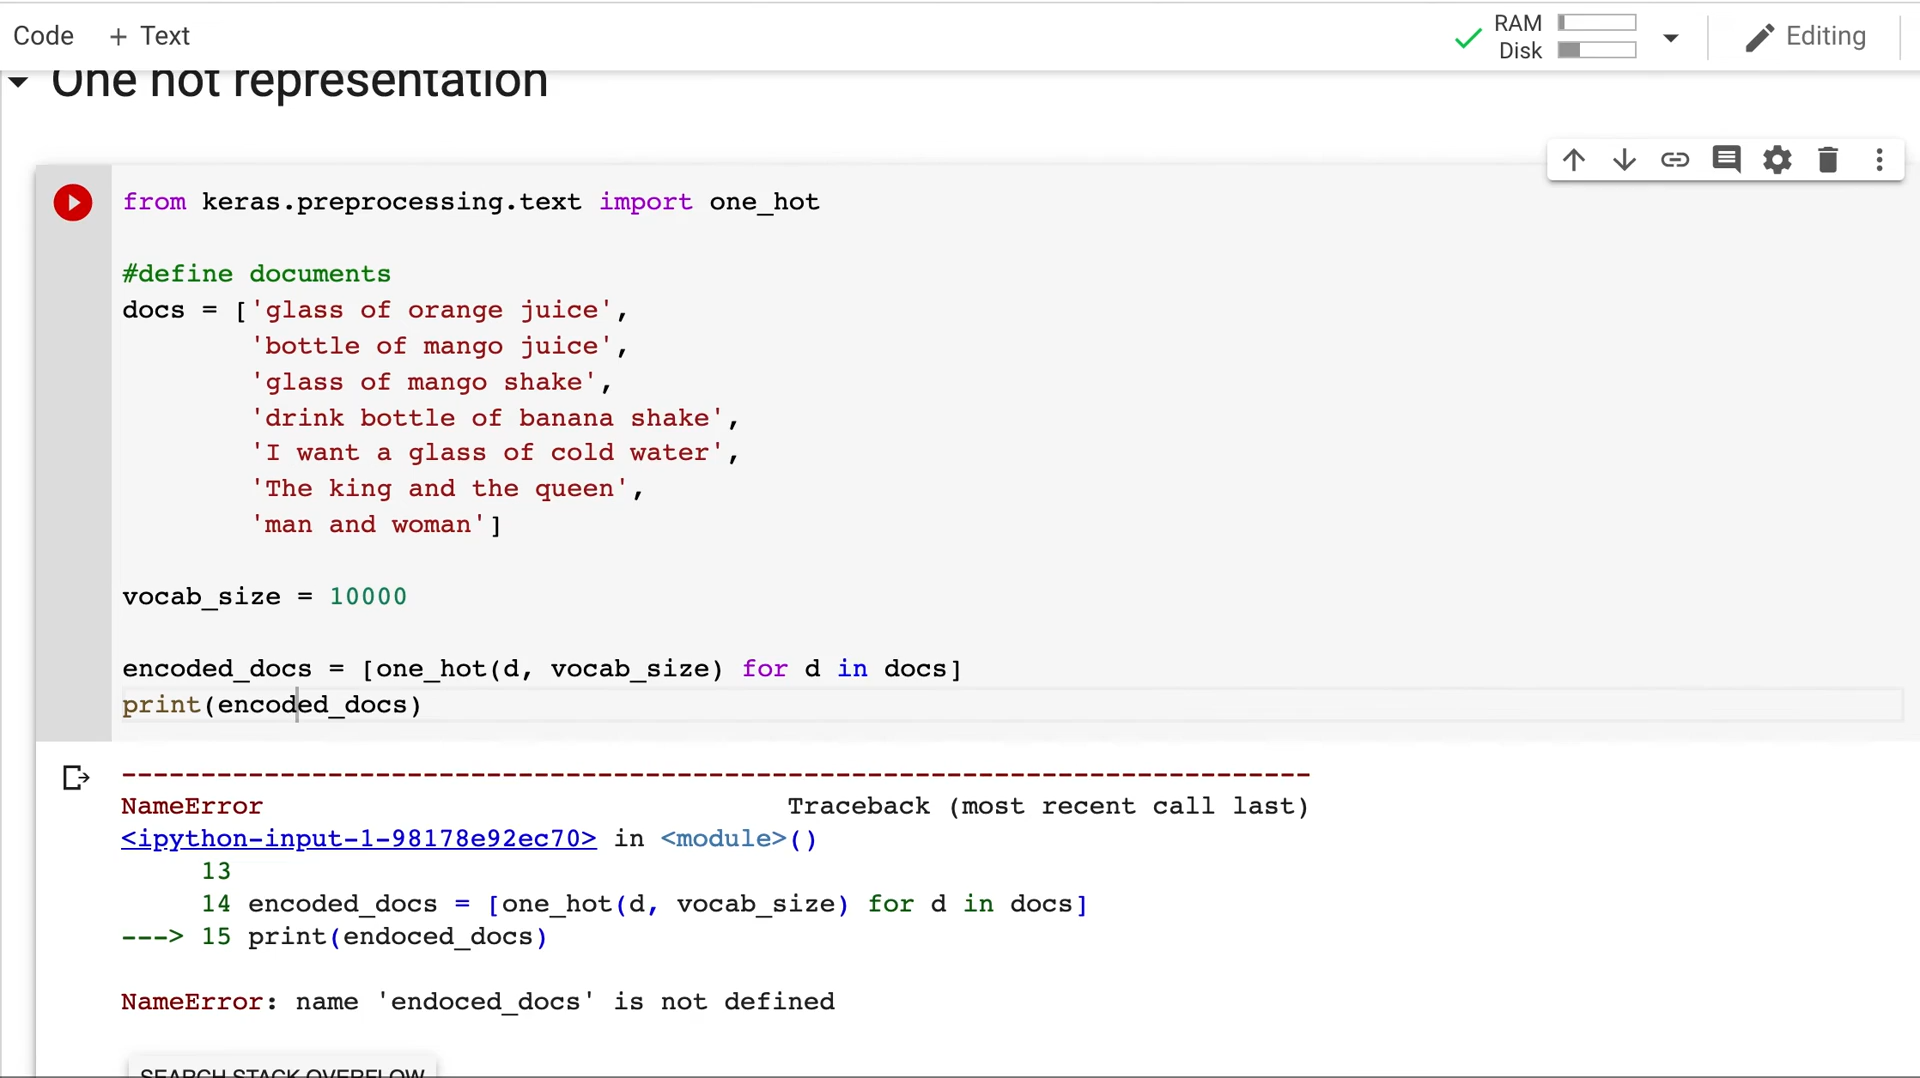 Code + Text
RAM
Disk
Editing
One hot representation
from keras.preprocessing.text import one_hot
#define documents
docs = ['glass of orange juice',
'bottle of mango juice',
'glass of mango shake',
'drink bottle of banana shake',
'I want a glass of cold water',
'The king and the queen',
'man and woman']
vocab_size = 10000
encoded_docs = [one_hot(d, vocab_size) for d in docs]
print(encoded_docs)
---------------------------------------------------------------------------
NameError Traceback (most recent call last)
<ipython-input-1-98178e92ec70> in <module>()
13
14 encoded_docs = [one_hot(d, vocab_size) for d in docs]
---> 15 print(endoced_docs)
NameError: name 'endoced_docs' is not defined
SEARCH STACK OVERFLOW